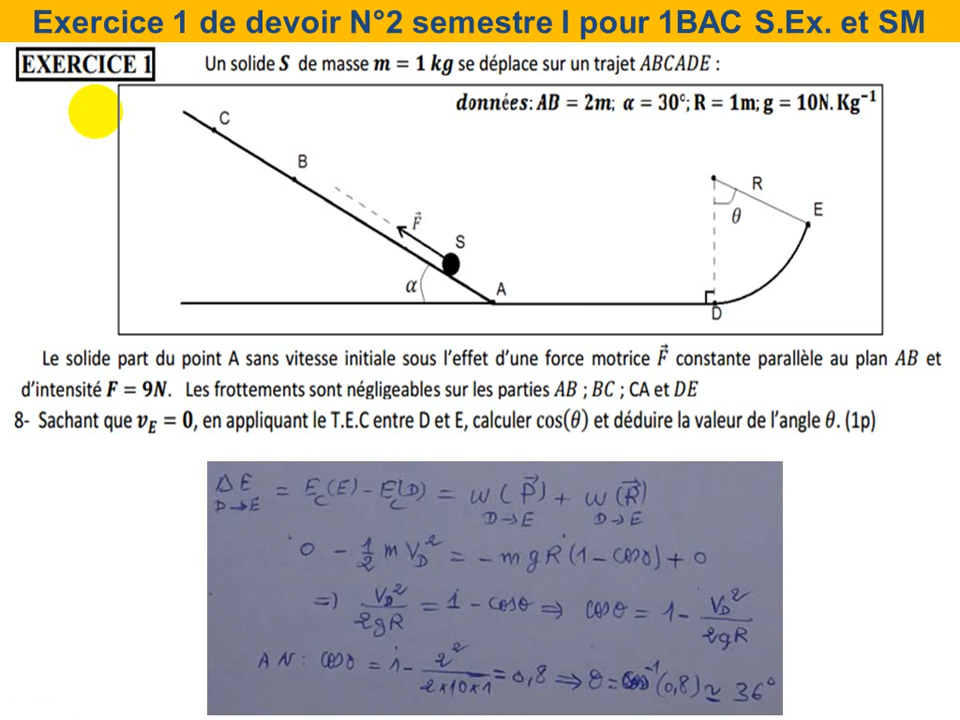 Exercice 1 de devoir N°2 semestre I pour 1BAC S.Ex. et SM
EXERCICE 1
Un solide S de masse m = 1 kg se déplace sur un trajet ABCADE :
données: AB = 2m; α = 30°; R = 1m; g = 10N.Kg⁻¹
C
B
R
E
θ
F⃗
S
α
A
D
Le solide part du point A sans vitesse initiale sous l'effet d'une force motrice F⃗ constante parallèle au plan AB et
d'intensité F = 9N. Les frottements sont négligeables sur les parties AB ; BC ; CA et DE
8- Sachant que v_E = 0, en appliquant le T.E.C entre D et E, calculer cos(θ) et déduire la valeur de l'angle θ. (1p)
ΔE = E_C(E) - E_C(D) = W(P⃗) + W(R⃗)
D→E D→E D→E
0 - 1/2 m V_D² = - m g R (1 - cosθ) + 0
=) V_D²/2gR = 1 - cosθ ⇒ cosθ = 1 - V_D²/2gR
A N : cosθ = 1 - 2²/2×10×1 = 0,8 ⇒ θ = cos⁻¹(0,8) ≃ 36°